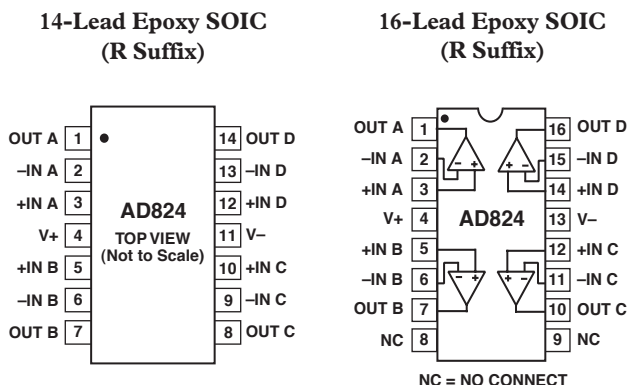 14-Lead Epoxy SOIC
(R Suffix)
OUT A 1
–IN A 2
+IN A 3
V+ 4
+IN B 5
–IN B 6
OUT B 7
14 OUT D
13 –IN D
12 +IN D
11 V–
10 +IN C
9 –IN C
8 OUT C
AD824
TOP VIEW
(Not to Scale)
16-Lead Epoxy SOIC
(R Suffix)
OUT A 1
–IN A 2
+IN A 3
V+ 4
+IN B 5
–IN B 6
OUT B 7
NC 8
16 OUT D
15 –IN D
14 +IN D
13 V–
12 +IN C
11 –IN C
10 OUT C
9 NC
AD824
– +
+ –
– +
+ –
NC = NO CONNECT